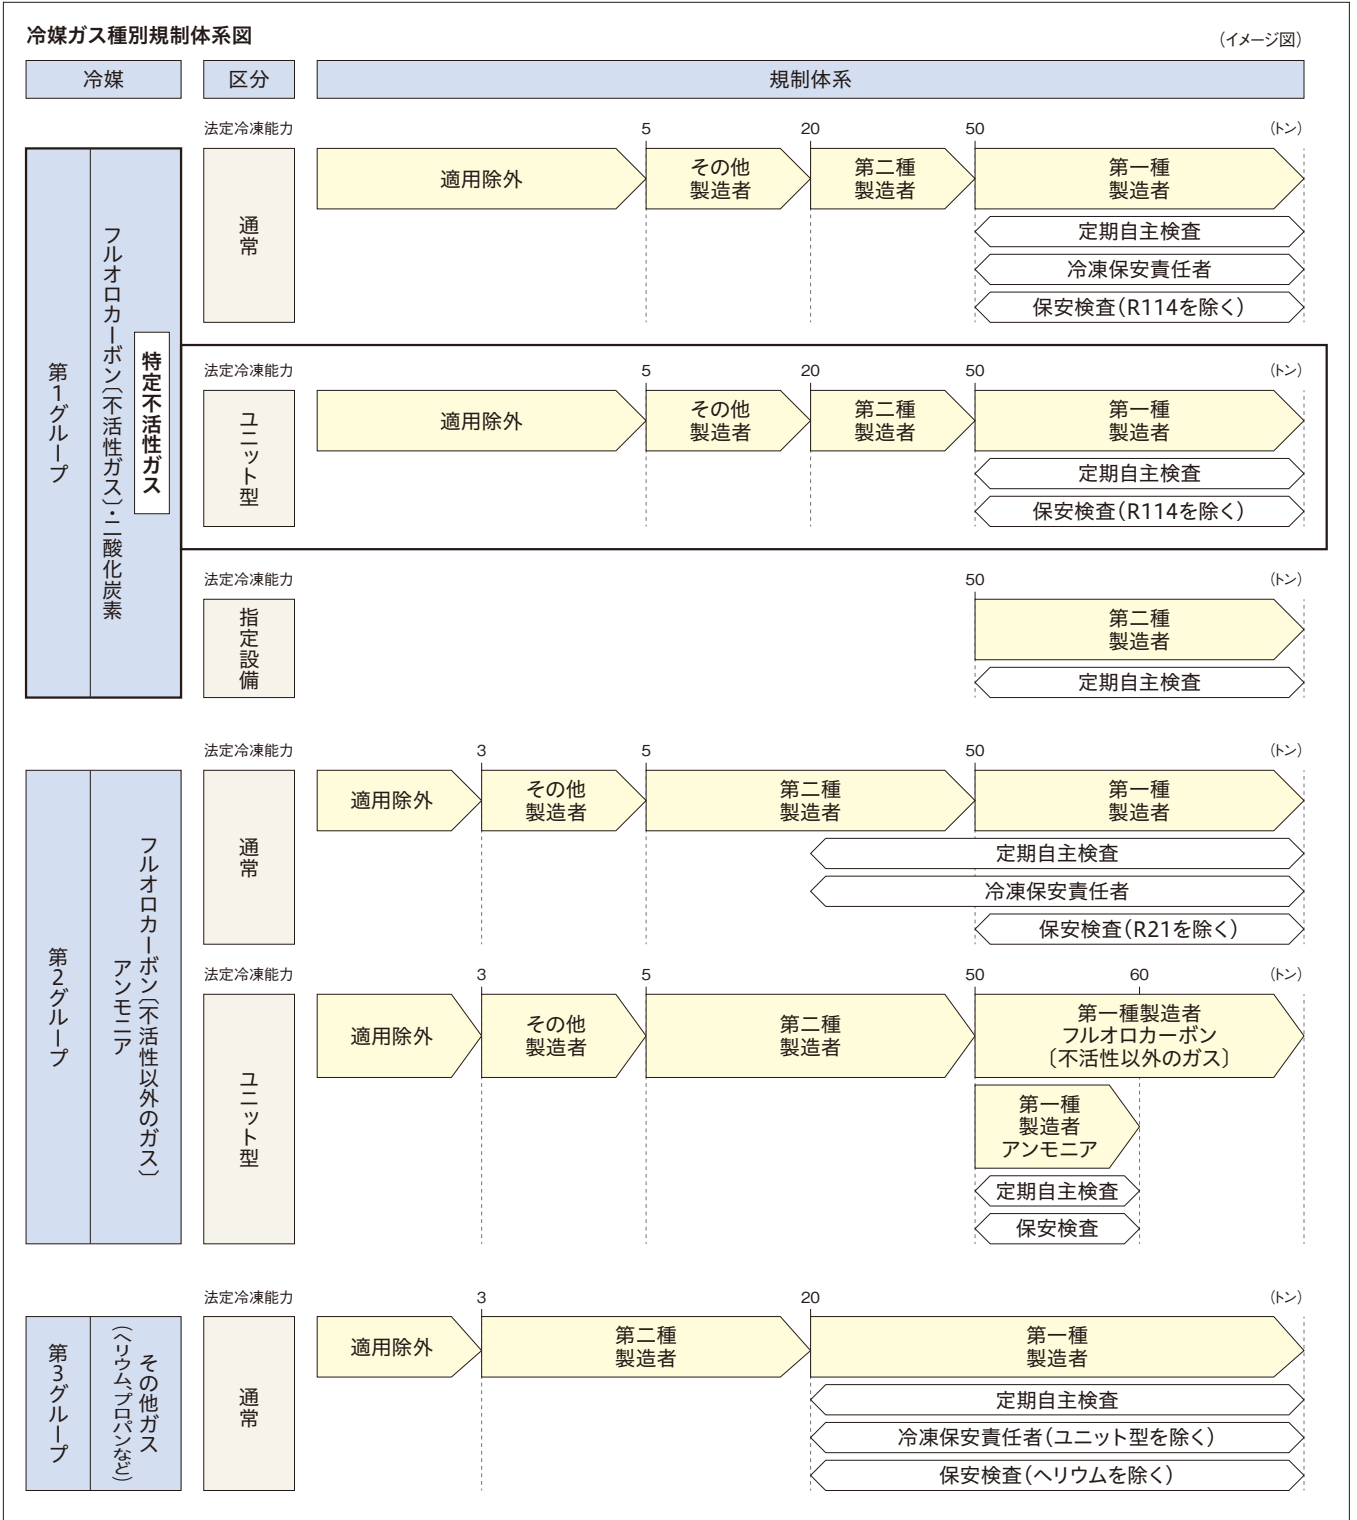 冷媒ガス種別規制体系図
（イメージ図）
冷媒
区分
規制体系
第1グループ
フルオロカーボン〔不活性ガス〕・二酸化炭素
特定不活性ガス
法定冷凍能力
5
20
50
（トン）
通常
適用除外
その他
製造者
第二種
製造者
第一種
製造者
定期自主検査
冷凍保安責任者
保安検査（R114を除く）
法定冷凍能力
5
20
50
（トン）
ユニット型
適用除外
その他
製造者
第二種
製造者
第一種
製造者
定期自主検査
保安検査（R114を除く）
法定冷凍能力
50
（トン）
指定設備
第二種
製造者
定期自主検査
第2グループ
フルオロカーボン〔不活性以外のガス〕
アンモニア
法定冷凍能力
3
5
50
（トン）
通常
適用除外
その他
製造者
第二種
製造者
第一種
製造者
定期自主検査
冷凍保安責任者
保安検査（R21を除く）
法定冷凍能力
3
5
50
60
（トン）
ユニット型
適用除外
その他
製造者
第二種
製造者
第一種製造者
フルオロカーボン
〔不活性以外のガス〕
第一種
製造者
アンモニア
定期自主検査
保安検査
第3グループ
その他ガス
（ヘリウム、プロパンなど）
法定冷凍能力
3
20
（トン）
通常
適用除外
第二種
製造者
第一種
製造者
定期自主検査
冷凍保安責任者（ユニット型を除く）
保安検査（ヘリウムを除く）